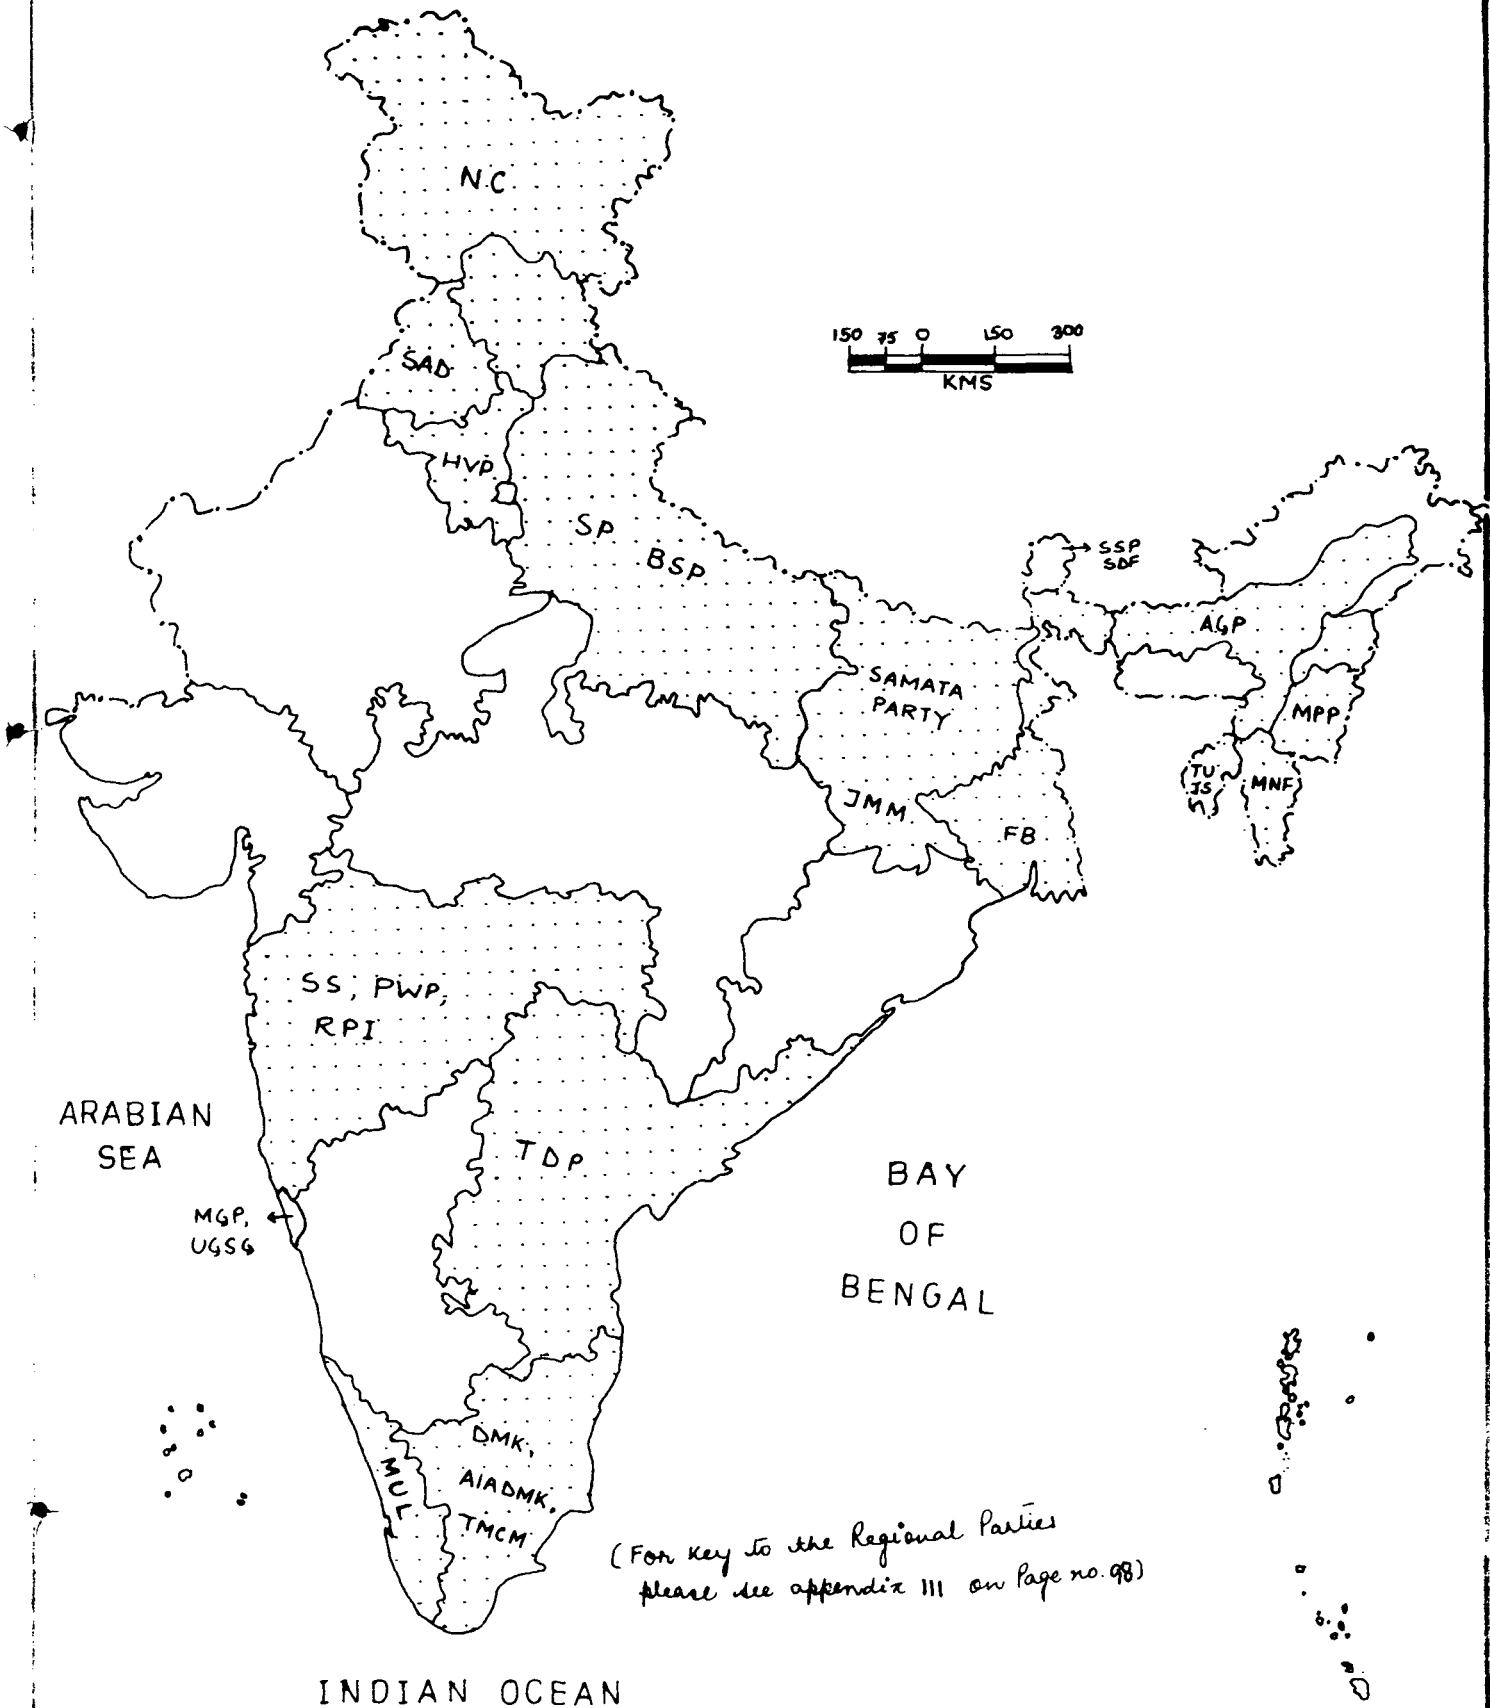 N.C.
SAD
150 75 0 150 300
KMS
HVP
SP
BSP
SSP
SDF
AGP
SAMATA
PARTY
MPP
TU
JS
MNF
JMM
FB
SS, PWP,
RPI
ARABIAN
SEA
TDP
BAY
OF
BENGAL
MGP,
UGSG
DMK,
AIADMK,
TMCM
MUL
(For key to the Regional Parties
please see appendix III on Page no. 98)
INDIAN OCEAN